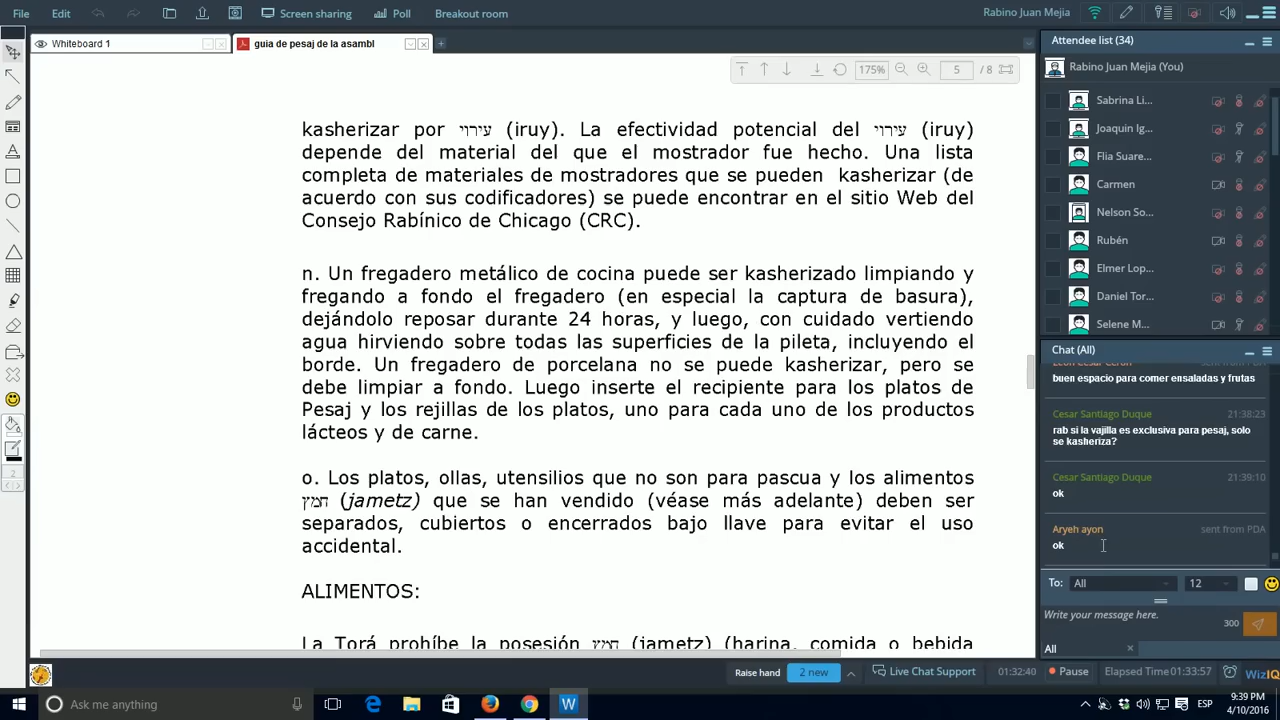 File
Edit
Screen sharing
Poll
Breakout room
Rabino Juan Mejia
Whiteboard 1
guia de pesaj de la asambl
175%
5
/ 8
kasherizar por עירוי (iruy). La efectividad potencial del עירוי (iruy)
depende del material del que el mostrador fue hecho. Una lista
completa de materiales de mostradores que se pueden kasherizar (de
acuerdo con sus codificadores) se puede encontrar en el sitio Web del
Consejo Rabínico de Chicago (CRC).
n. Un fregadero metálico de cocina puede ser kasherizado limpiando y
fregando a fondo el fregadero (en especial la captura de basura),
dejándolo reposar durante 24 horas, y luego, con cuidado vertiendo
agua hirviendo sobre todas las superficies de la pileta, incluyendo el
borde. Un fregadero de porcelana no se puede kasherizar, pero se
debe limpiar a fondo. Luego inserte el recipiente para los platos de
Pesaj y los rejillas de los platos, uno para cada uno de los productos
lácteos y de carne.
o. Los platos, ollas, utensilios que no son para pascua y los alimentos
חמץ (jametz) que se han vendido (véase más adelante) deben ser
separados, cubiertos o encerrados bajo llave para evitar el uso
accidental.
ALIMENTOS:
La Torá prohíbe la posesión חמץ (jametz) (harina, comida o bebida
Attendee list (34)
Rabino Juan Mejia (You)
Sabrina Li...
Joaquin Ig...
Flia Suare...
Carmen
Nelson So...
Rubén
Elmer Lop...
Daniel Tor...
Selene M...
Chat (All)
buen espacio para comer ensaladas y frutas
Cesar Santiago Duque 21:38:23
rab si la vajilla es exclusiva para pesaj, solo
se kasheriza?
Cesar Santiago Duque 21:39:10
ok
Aryeh ayon sent from PDA
ok
To: All 12
Write your message here.
300
All
Raise hand
2 new
Live Chat Support
01:32:40
Pause
Elapsed Time 01:33:57
WizIQ
2
Ask me anything
ESP
9:39 PM
4/10/2016